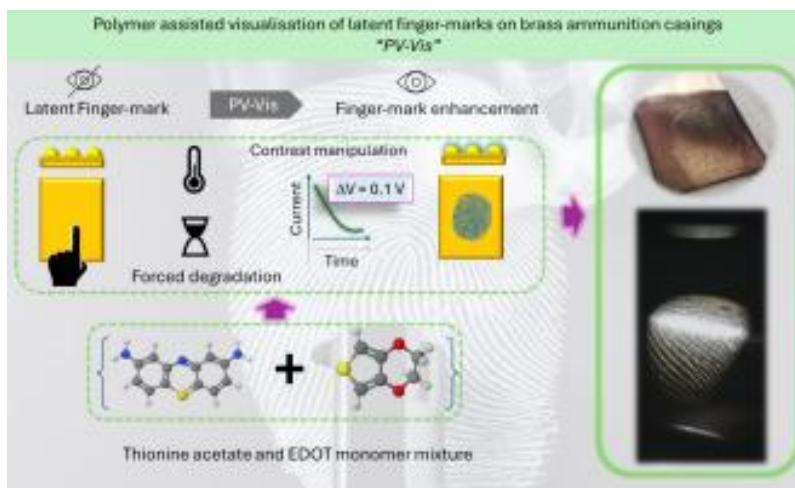 Polymer assisted visualisation of latent finger-marks on brass ammunition casings
"PV-Vis"
Latent Finger-mark
PV-Vis
Finger-mark enhancement
Contrast manipulation
ΔV = 0.1 V
Current
Time
Forced degradation
+
Thionine acetate and EDOT monomer mixture